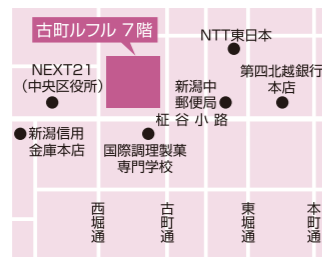 古町ルフル 7階
NTT東日本
NEXT21
（中央区役所）
新潟中
郵便局
第四北越銀行
本店
柾谷小路
新潟信用
金庫本店
国際調理製菓
専門学校
西堀通
古町通
東堀通
本町通